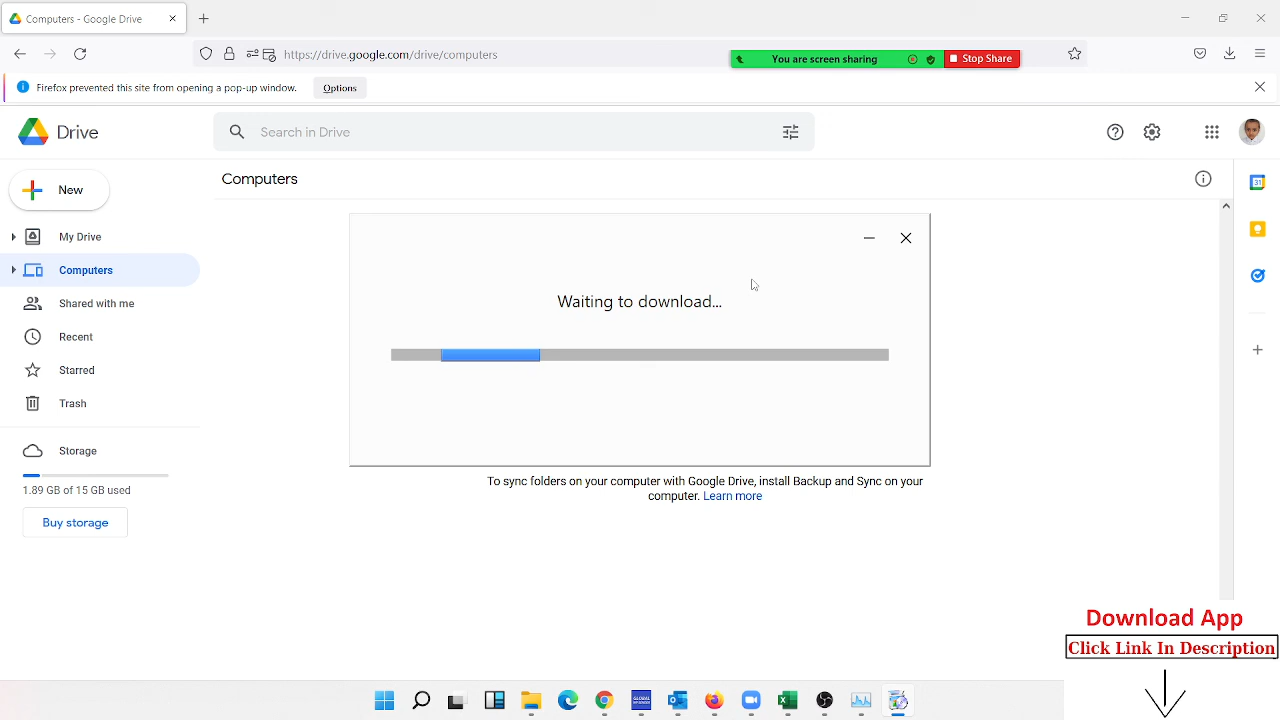 Computers - Google Drive
https://drive.google.com/drive/computers
You are screen sharing
Stop Share
Firefox prevented this site from opening a pop-up window.
Options
Drive
Search in Drive
New
Computers
My Drive
Computers
Shared with me
Recent
Starred
Trash
Storage
1.89 GB of 15 GB used
Buy storage
Waiting to download...
To sync folders on your computer with Google Drive, install Backup and Sync on your
computer. Learn more
31
Download App
Click Link In Description
GLOBAL